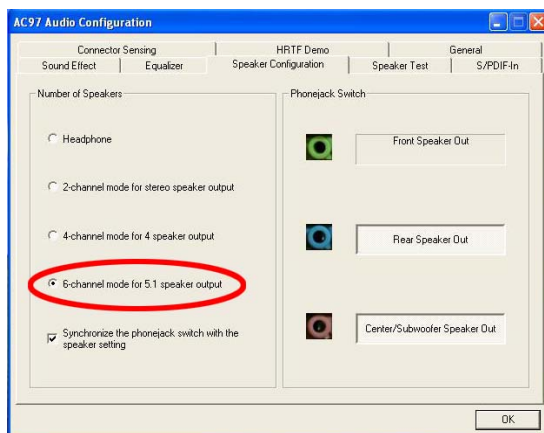 AC97 Audio Configuration
Connector Sensing
HRTF Demo
General
Sound Effect
Equalizer
Speaker Configuration
Speaker Test
S/PDIF-In
Number of Speakers
Headphone
2-channel mode for stereo speaker output
4-channel mode for 4 speaker output
6-channel mode for 5.1 speaker output
Synchronize the phonejack switch with the
speaker setting
Phonejack Switch
Front Speaker Out
Rear Speaker Out
Center/Subwoofer Speaker Out
OK